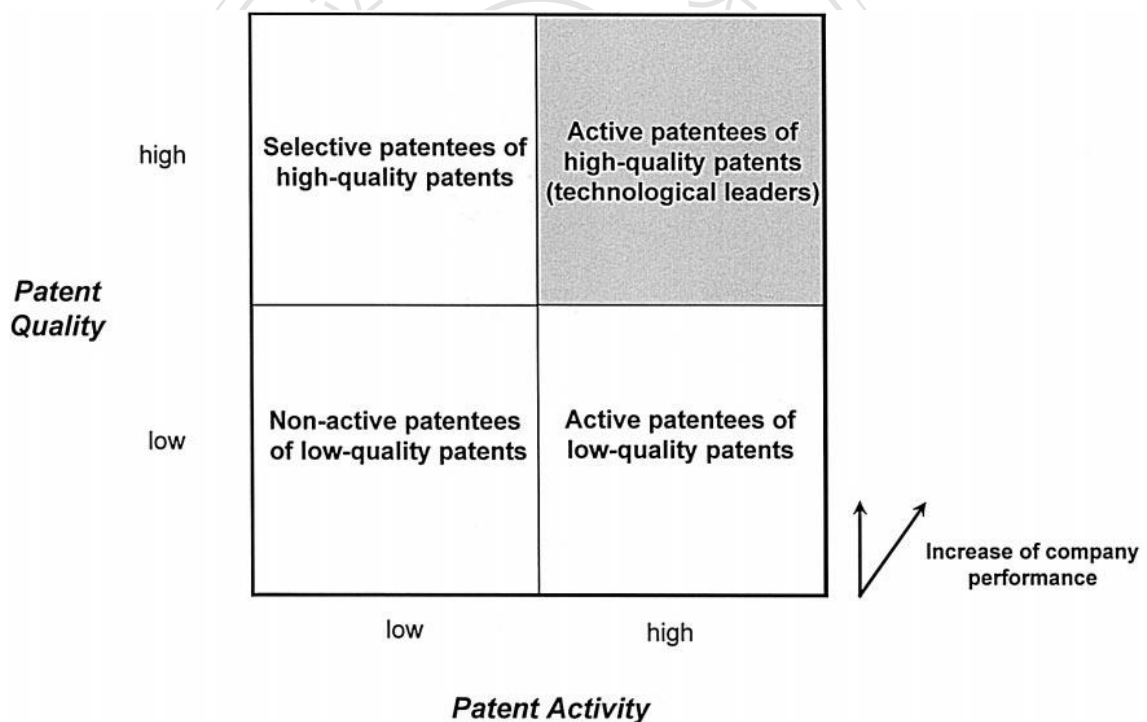 high
Selective patentees of
high-quality patents
Active patentees of
high-quality patents
(technological leaders)
Patent
Quality
low
Non-active patentees
of low-quality patents
Active patentees of
low-quality patents
Increase of company
performance
low
high
Patent Activity